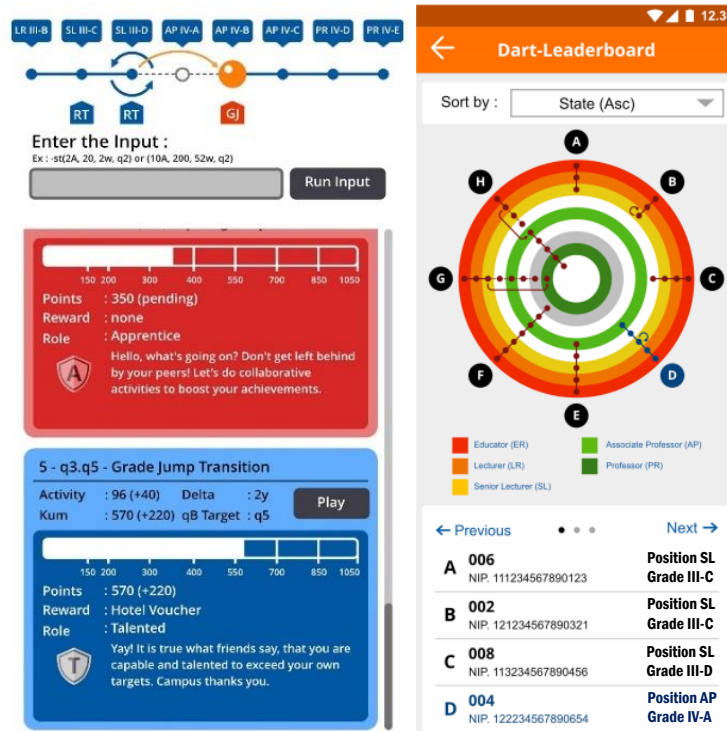 LR III-B SL III-C SL III-D AP IV-A AP IV-B AP IV-C PR IV-D PR IV-E
RT RT GJ
Enter the Input :
Ex : -st(2A, 20, 2w, q2) or (10A, 200, 52w, q2)
Run Input
150 200 300 400 550 700 850 1050
Points : 350 (pending)
Reward : none
Role : Apprentice
A
Hello, what's going on? Don't get left behind
by your peers! Let's do collaborative
activities to boost your achievements.
5 - q3.q5 - Grade Jump Transition
Activity : 96 (+40) Delta : 2y
Kum : 570 (+220) qB Target : q5
Play
150 200 300 400 550 700 850 1050
Points : 570 (+220)
Reward : Hotel Voucher
Role : Talented
T
Yay! It is true what friends say, that you are
capable and talented to exceed your own
targets. Campus thanks you.
12.3
Dart-Leaderboard
Sort by : State (Asc)
A
B
C
D
E
F
G
H
Educator (ER)
Lecturer (LR)
Senior Lecturer (SL)
Associate Professor (AP)
Professor (PR)
Previous Next
A 006 Position SL
NIP. 111234567890123 Grade III-C
B 002 Position SL
NIP. 121234567890321 Grade III-C
C 008 Position SL
NIP. 113234567890456 Grade III-D
D 004 Position AP
NIP. 122234567890654 Grade IV-A